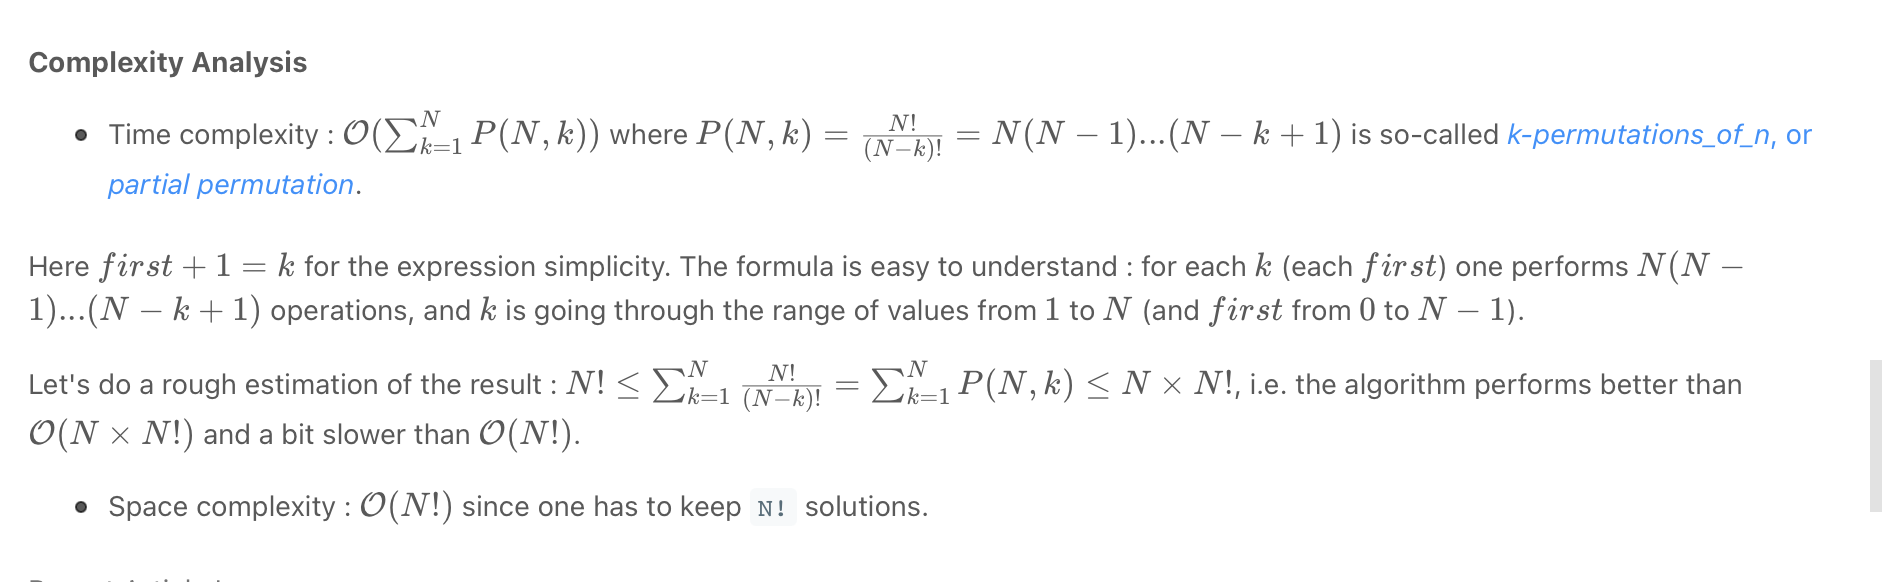 Complexity Analysis
• Time complexity : $\mathcal{O}(\sum_{k=1}^{N} P(N, k))$ where $P(N, k) = \frac{N!}{(N-k)!} = N(N-1)...(N-k+1)$ is so-called k-permutations_of_n, or
partial permutation.
Here $first + 1 = k$ for the expression simplicity. The formula is easy to understand : for each $k$ (each $first$) one performs $N(N -$
$1)...(N-k+1)$ operations, and $k$ is going through the range of values from $1$ to $N$ (and $first$ from $0$ to $N-1$).
Let's do a rough estimation of the result : $N! \leq \sum_{k=1}^{N} \frac{N!}{(N-k)!} = \sum_{k=1}^{N} P(N, k) \leq N \times N!$, i.e. the algorithm performs better than
$\mathcal{O}(N \times N!)$ and a bit slower than $\mathcal{O}(N!)$.
• Space complexity : $\mathcal{O}(N!)$ since one has to keep N! solutions.